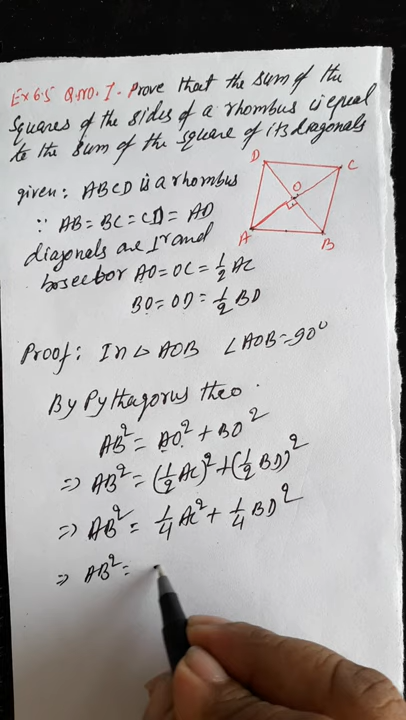 Ex 6.5 Q.NO. 7 - Prove that the sum of the
squares of the sides of a rhombus is equal
to the sum of the square of its diagonals
given: ABCD is a rhombus
∵ AB = BC = CD = AD
diagonals are ⊥r and
bosector AO = OC = 1/2 AC
BO = OD = 1/2 BD
D
C
O
A
B
Proof: In △ AOB ∠AOB = 90°
By Pythagorus theo.
AB² = AO² + BO²
⇒ AB² = (1/2 AC)² + (1/2 BD)²
⇒ AB² = 1/4 AC² + 1/4 BD²
⇒ AB² =